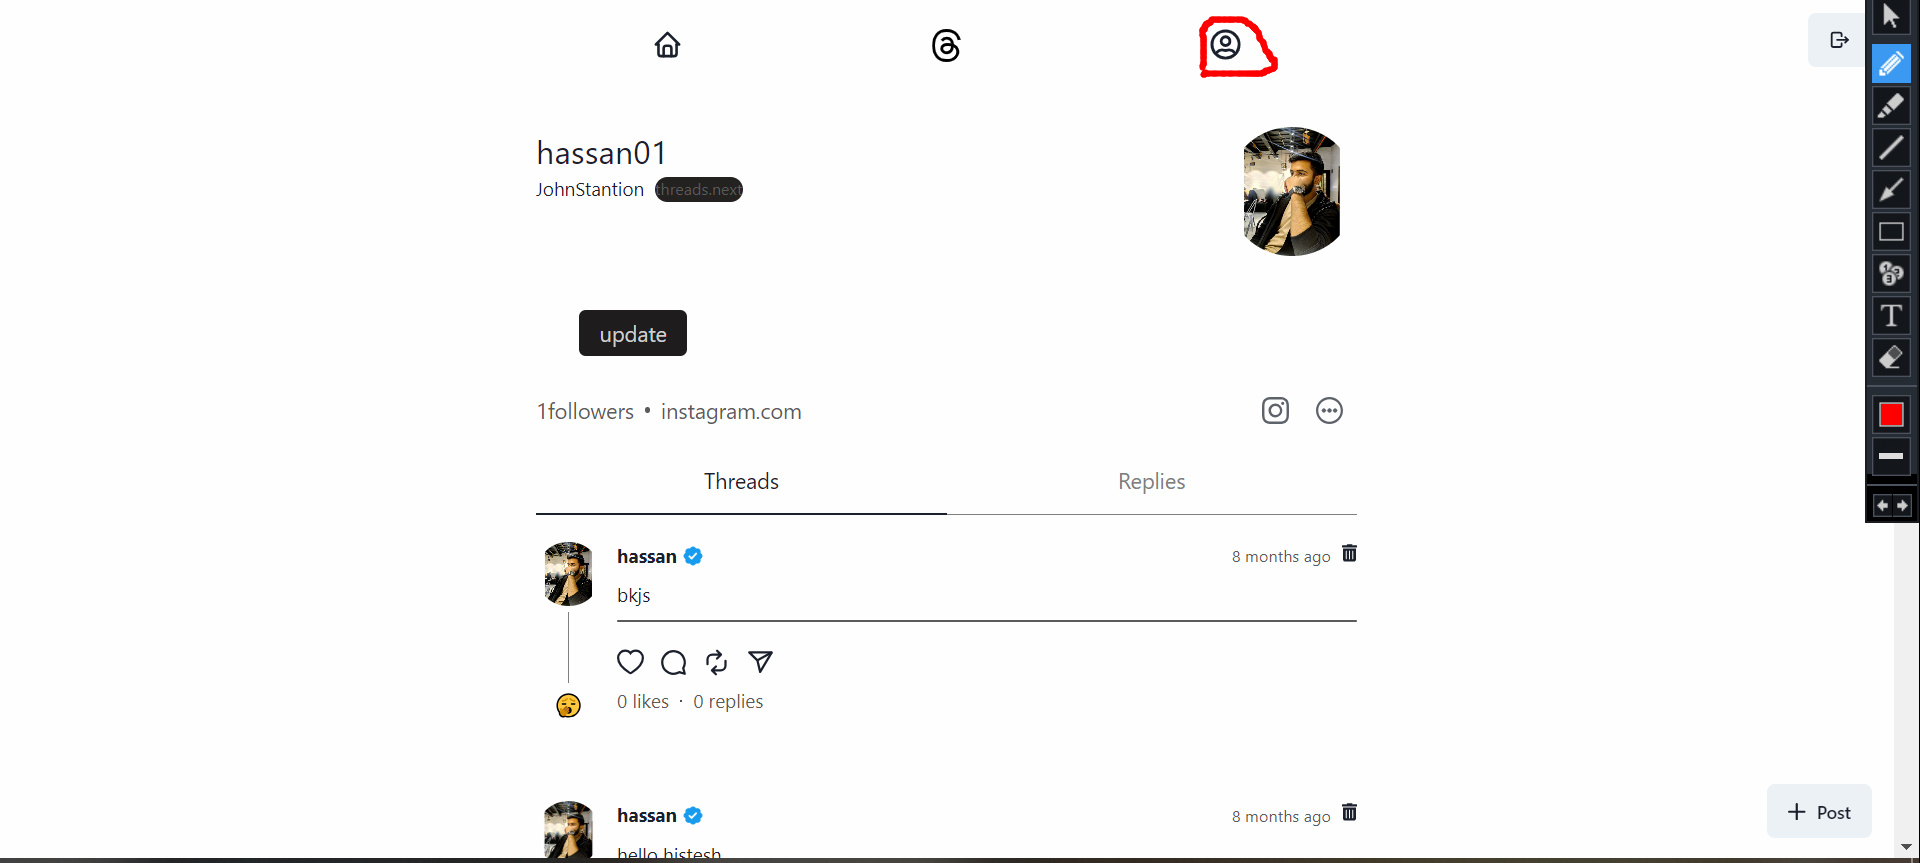 hassan01
JohnStantion threads.next
update
1followers • instagram.com
Threads Replies
hassan 8 months ago
bkjs
0 likes · 0 replies
hassan 8 months ago
hello histesh
+ Post
T